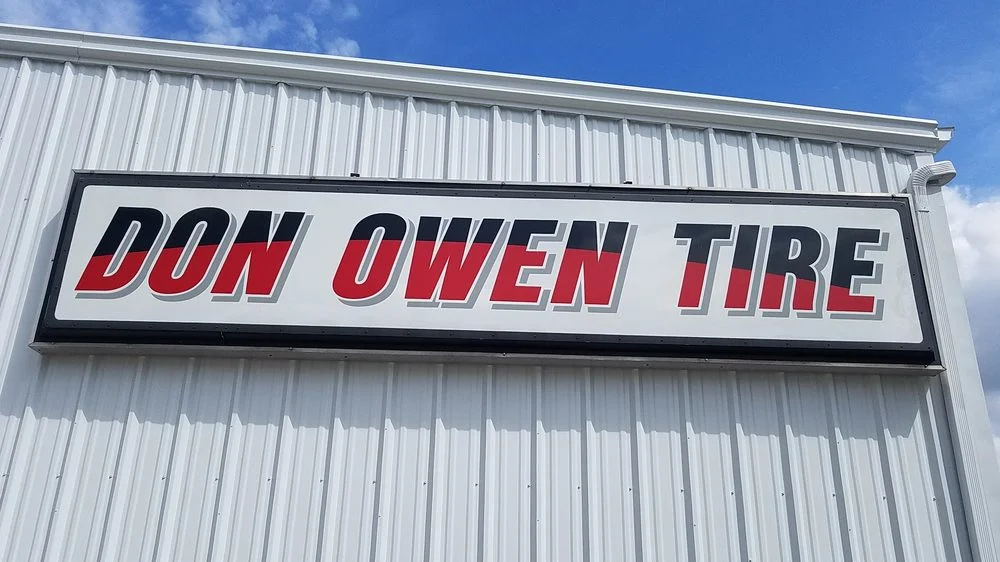 DON OWEN TIRE